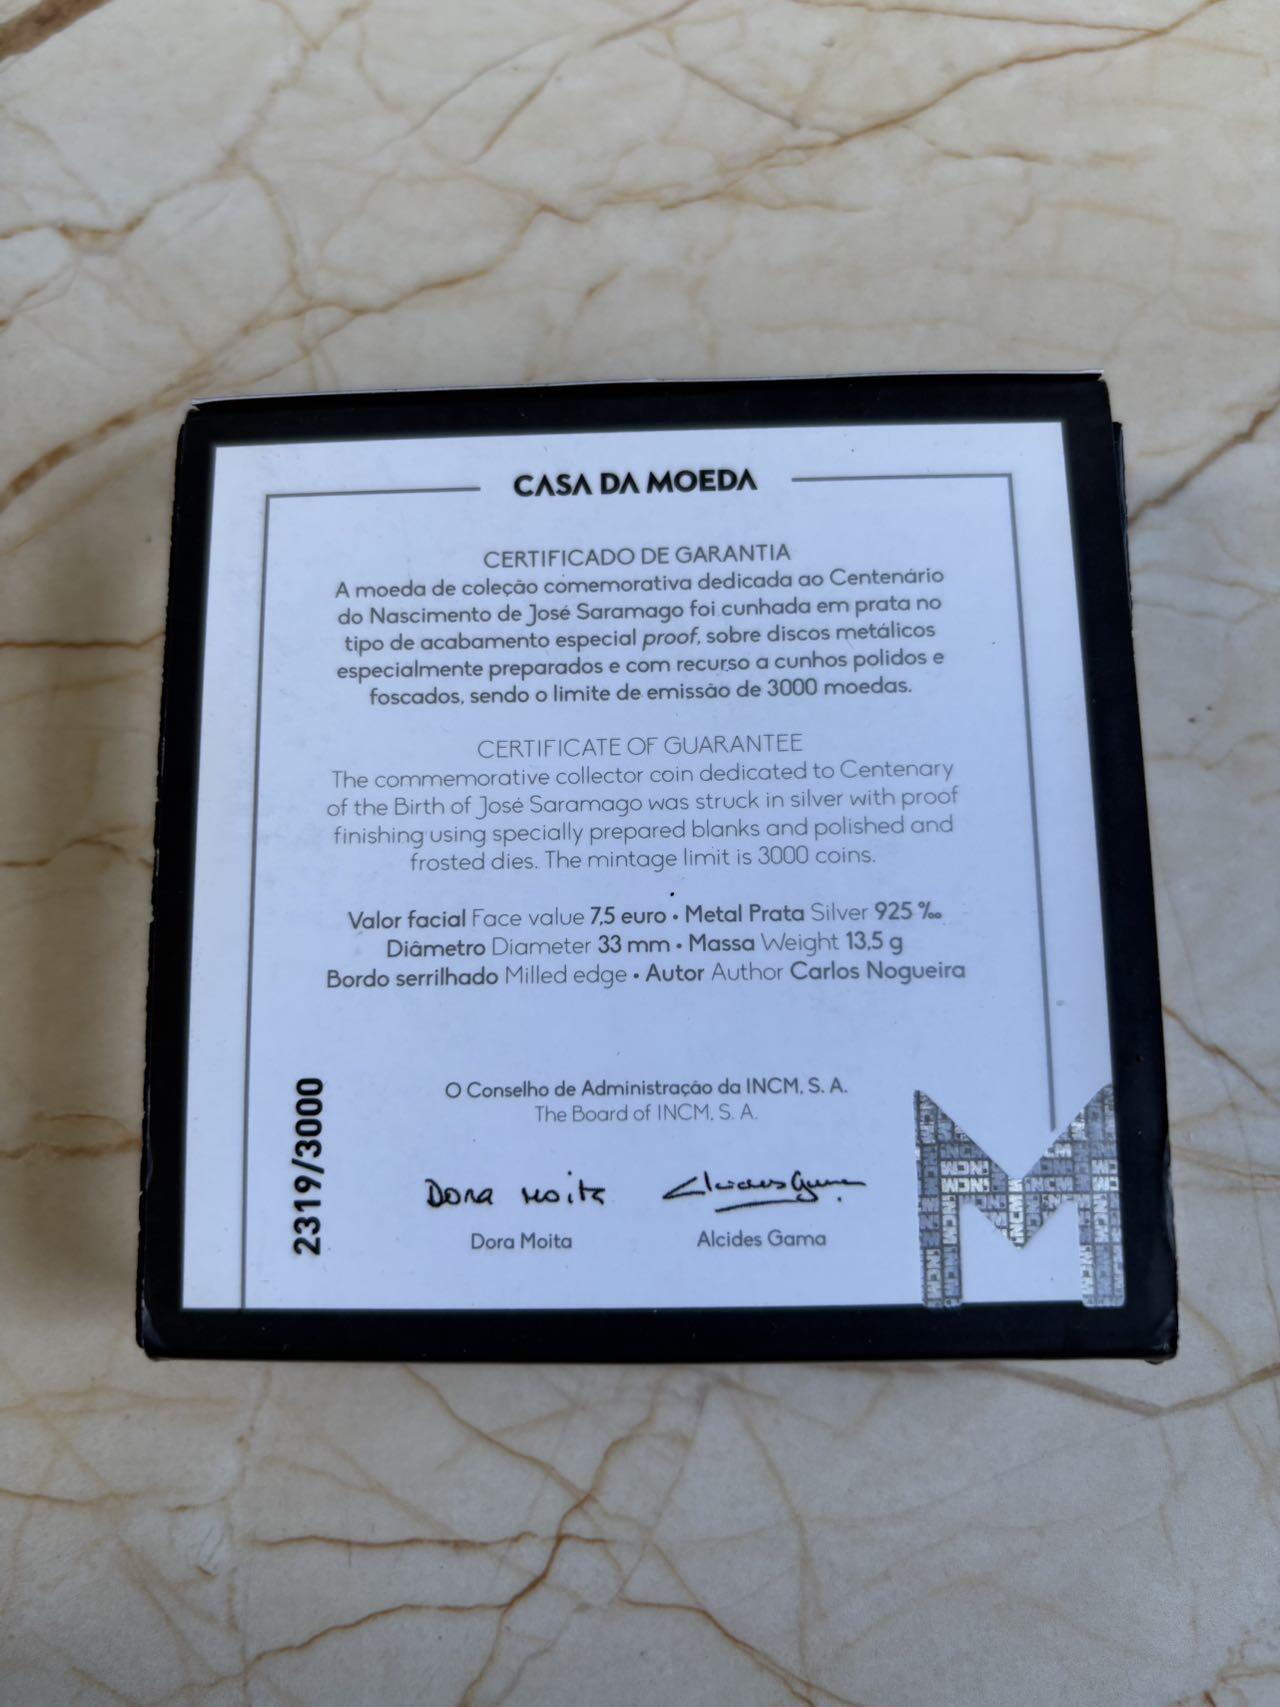 CASA DA MOEDA
CERTIFICADO DE GARANTIA
A moeda de coleção comemorativa dedicada ao Centenário
do Nascimento de José Saramago foi cunhada em prata no
tipo de acabamento especial proof, sobre discos metálicos
especialmente preparados e com recurso a cunhos polidos e
foscados, sendo o limite de emissão de 3000 moedas.
CERTIFICATE OF GUARANTEE
The commemorative collector coin dedicated to Centenary
of the Birth of José Saramago was struck in silver with proof
finishing using specially prepared blanks and polished and
frosted dies. The mintage limit is 3000 coins.
Valor facial Face value 7,5 euro • Metal Prata Silver 925 ‰
Diâmetro Diameter 33 mm • Massa Weight 13,5 g
Bordo serrilhado Milled edge • Autor Author Carlos Nogueira
2319/3000
O Conselho de Administração da INCM, S. A.
The Board of INCM, S. A.
Dora Moita
Alcides Gama
Dora Moita
Alcides Gama
M
INCM